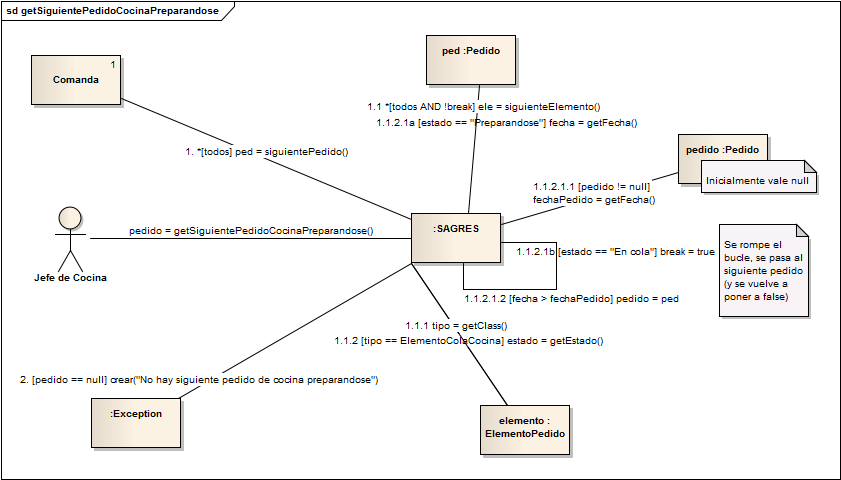 sd getSiguientePedidoCocinaPreparandose
ped :Pedido
1
Comanda
1.1 *[todos AND !break] ele = siguienteElemento()
1.1.2.1a [estado == "Preparandose"] fecha = getFecha()
1. *[todos] ped = siguientePedido()
pedido :Pedido
Inicialmente vale null
1.1.2.1.1 [pedido != null]
fechaPedido = getFecha()
pedido = getSiguientePedidoCocinaPreparandose()
:SAGRES
Jefe de Cocina
1.1.2.1b [estado == "En cola"] break = true
Se rompe el
bucle, se pasa al
siguiente pedido
(y se vuelve a
poner a false)
1.1.2.1.2 [fecha > fechaPedido] pedido = ped
1.1.1 tipo = getClass()
1.1.2 [tipo == ElementoColaCocina] estado = getEstado()
2. [pedido == null] crear("No hay siguiente pedido de cocina preparandose")
:Exception
elemento :
ElementoPedido